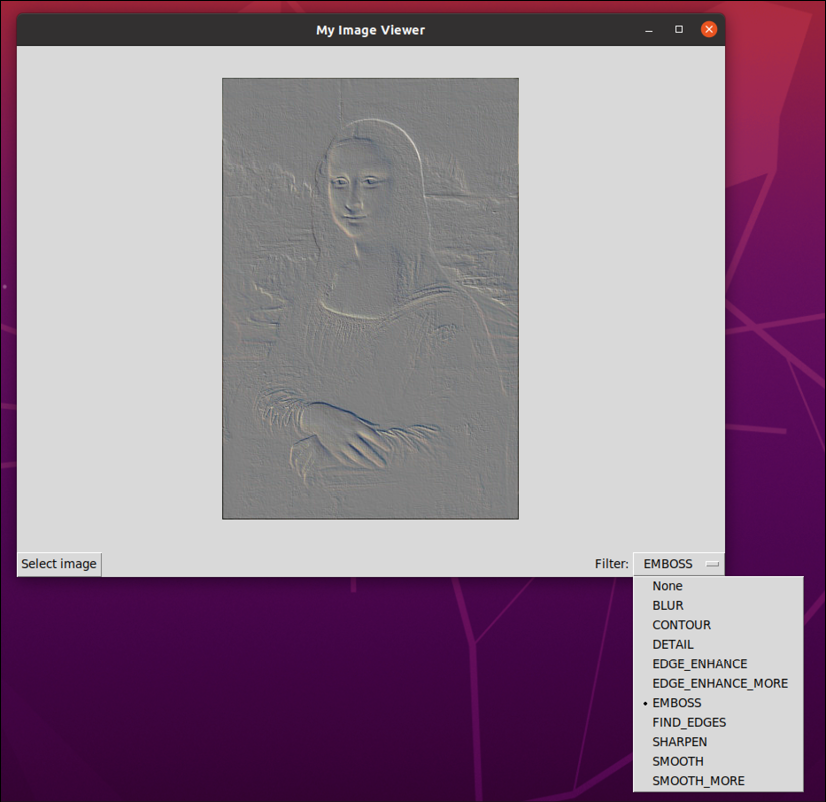 My Image Viewer
Select image
Filter: EMBOSS
None
BLUR
CONTOUR
DETAIL
EDGE_ENHANCE
EDGE_ENHANCE_MORE
EMBOSS
FIND_EDGES
SHARPEN
SMOOTH
SMOOTH_MORE